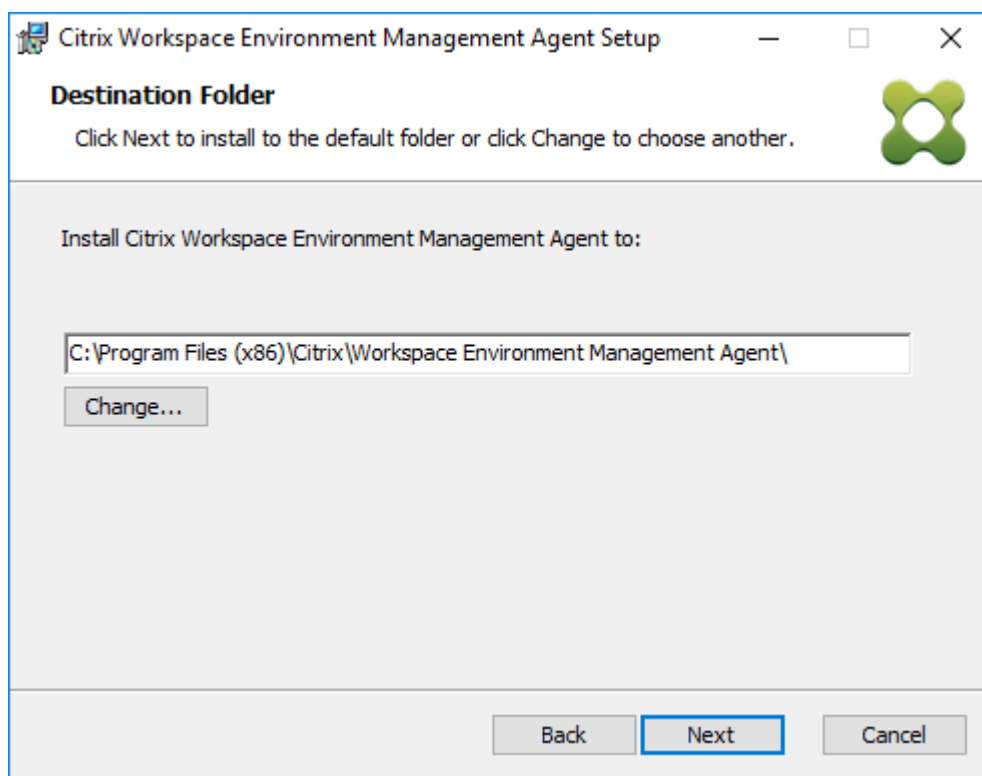 Citrix Workspace Environment Management Agent Setup
Destination Folder
Click Next to install to the default folder or click Change to choose another.
Install Citrix Workspace Environment Management Agent to:
C:\Program Files (x86)\Citrix\Workspace Environment Management Agent\
Change...
Back Next Cancel